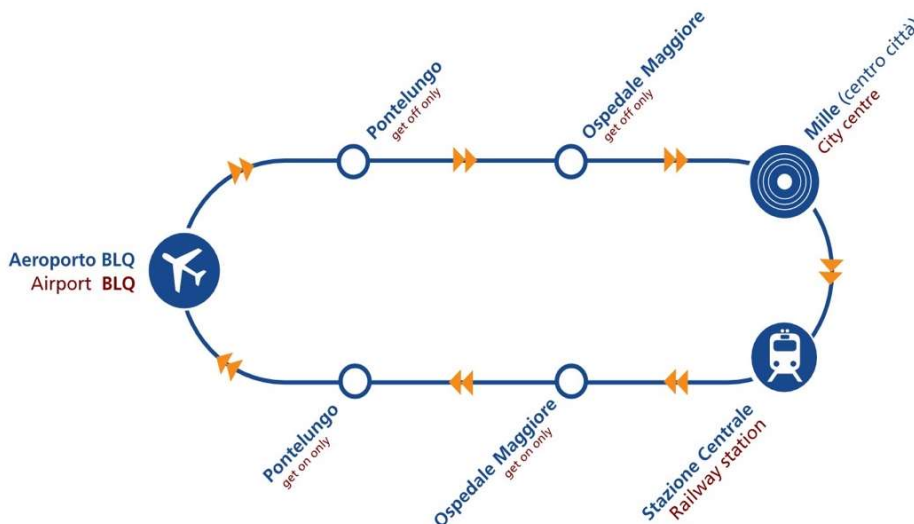 Pontelungo
get off only
Ospedale Maggiore
get off only
Mille (centro città)
City centre
Aeroporto BLQ
Airport BLQ
Pontelungo
get on only
Ospedale Maggiore
get on only
Stazione Centrale
Railway station